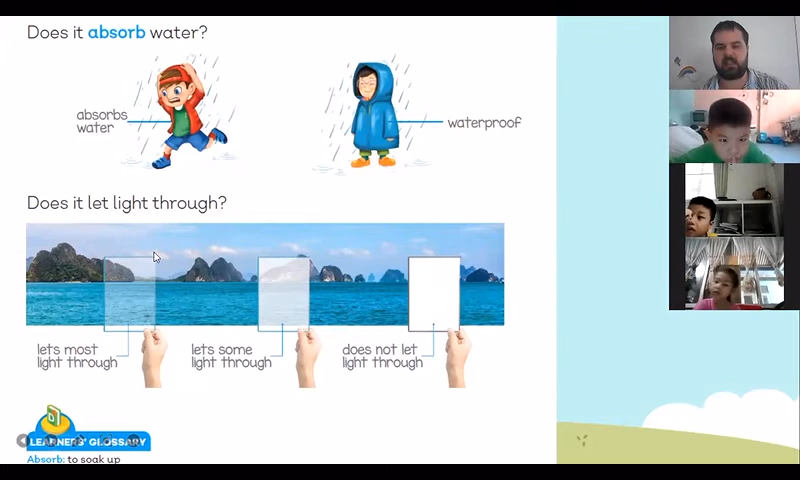 Does it absorb water?
absorbs
water
waterproof
Does it let light through?
lets most
light through
lets some
light through
does not let
light through
LEARNERS' GLOSSARY
Absorb: to soak up